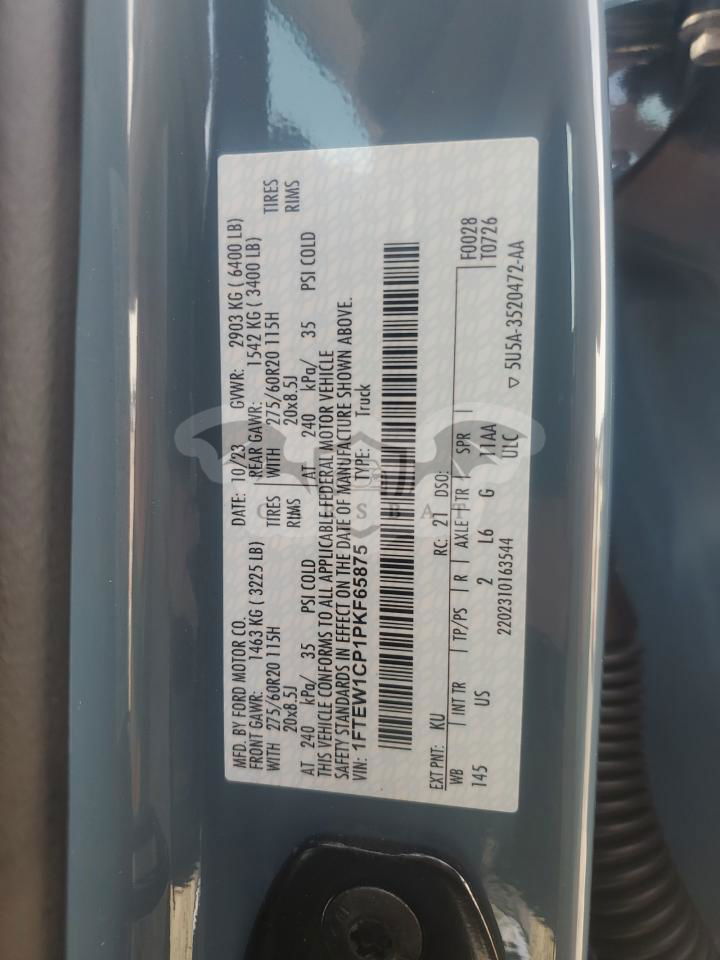 MFD. BY FORD MOTOR CO. DATE: 10/23 GVWR: 2903 KG ( 6400 LB)
FRONT GAWR: 1463 KG ( 3225 LB) REAR GAWR: 1542 KG ( 3400 LB)
WITH 275/60R20 115H TIRES WITH 275/60R20 115H TIRES
20x8.5J RIMS 20x8.5J RIMS
AT 240 kPa/ 35 PSI COLD AT 240 kPa/ 35 PSI COLD
THIS VEHICLE CONFORMS TO ALL APPLICABLE FEDERAL MOTOR VEHICLE
SAFETY STANDARDS IN EFFECT ON THE DATE OF MANUFACTURE SHOWN ABOVE.
VIN: 1FTEW1CP1PKF65875 TYPE: Truck
EXT PNT: KU RC: 21 DSO: F0028
WB INT TR TP/PS R AXLE TR SPR T0726
145 US 2 L6 G 11AA
2202310163544 UTC
▽ 5U5A-3520472-AA